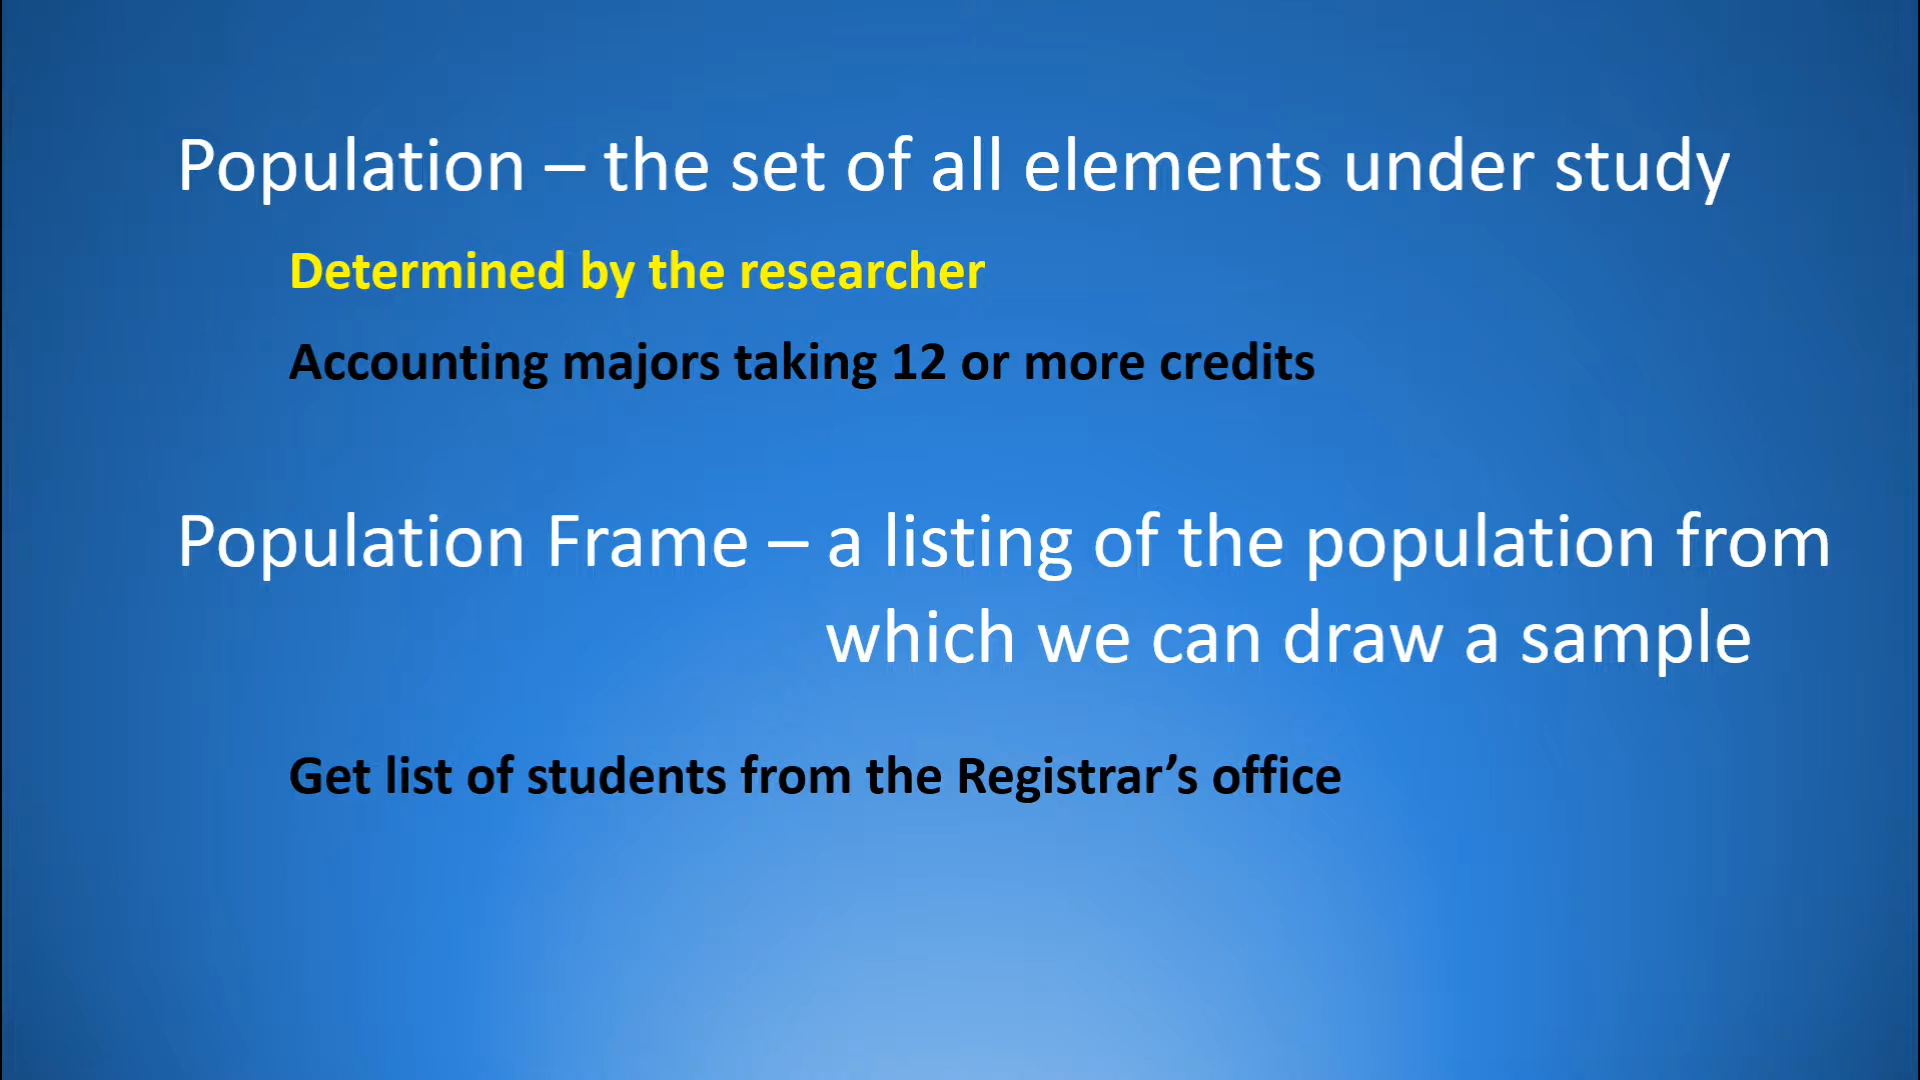 Population – the set of all elements under study
Determined by the researcher
Accounting majors taking 12 or more credits
Population Frame – a listing of the population from
which we can draw a sample
Get list of students from the Registrar’s office